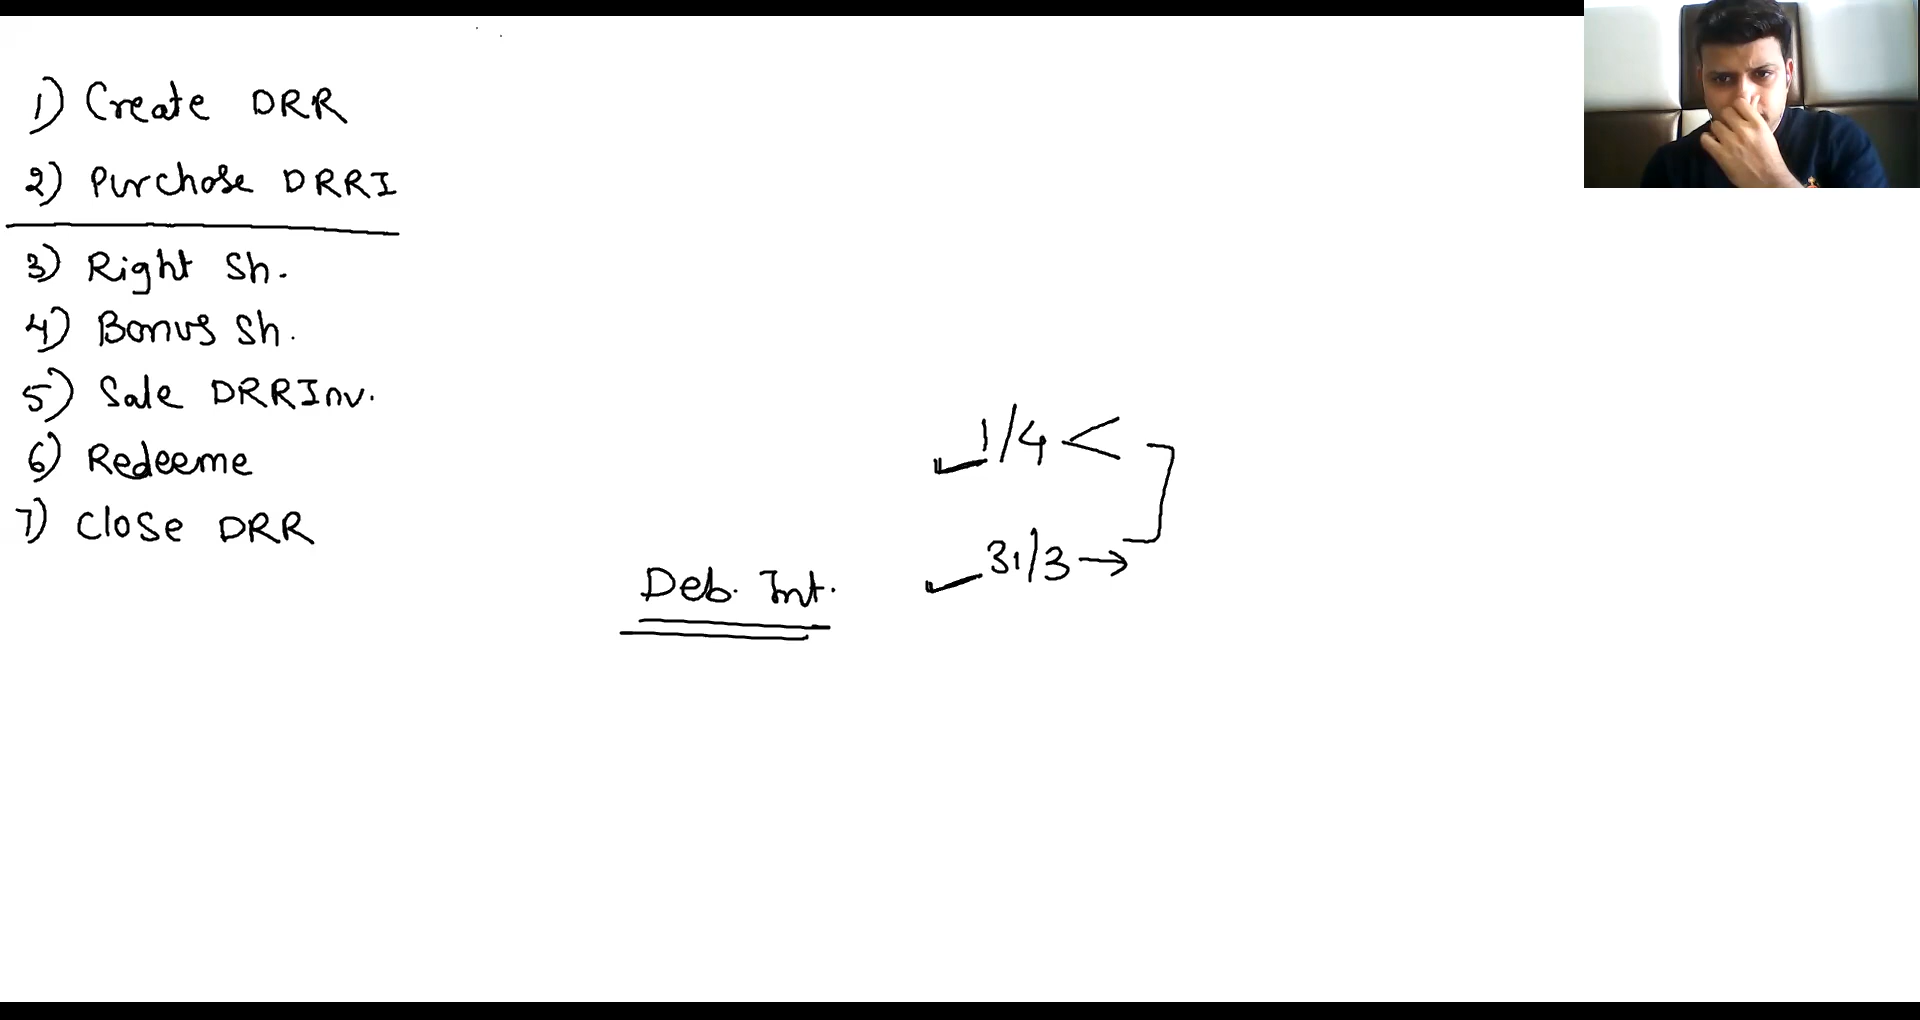 1) Create DRR
2) Purchase DRRI
3) Right Sh.
4) Bonus Sh.
5) Sale DRRInv.
6) Redeeme
7) Close DRR
1/4 <
31/3 →
Deb. Int.